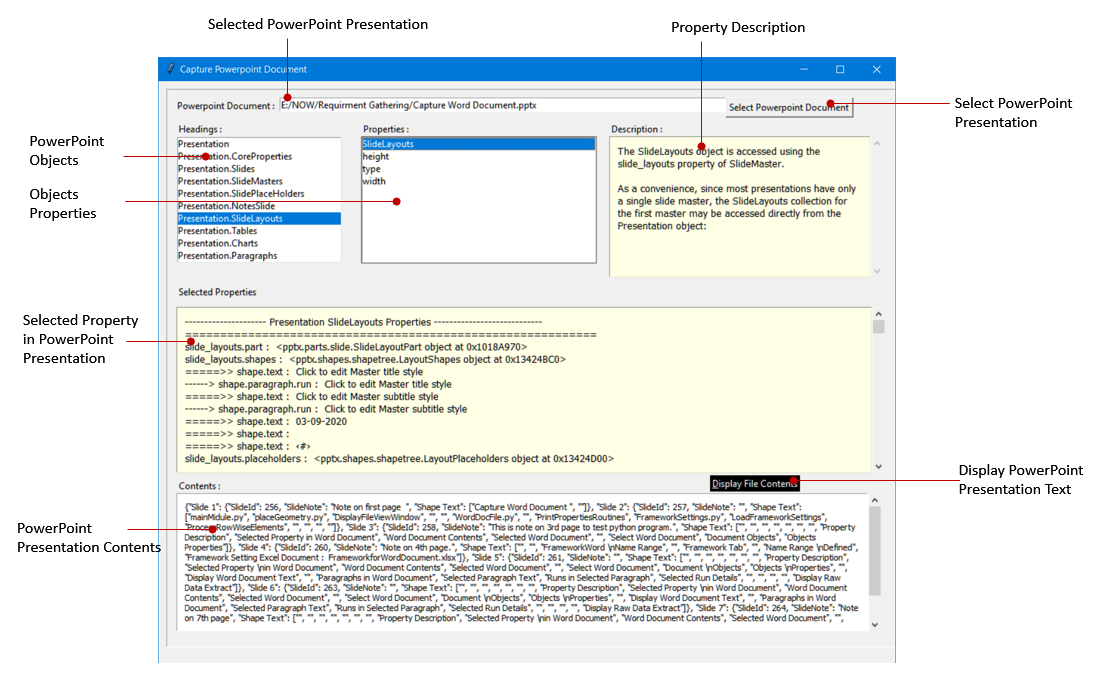 Selected PowerPoint Presentation
Property Description
Capture Powerpoint Document
Powerpoint Document :
E:/NOW/Requirment Gathering/Capture Word Document.pptx
Select Powerpoint Document
Select PowerPoint
Presentation
PowerPoint
Objects
Objects
Properties
Headings :
Presentation
Presentation.CoreProperties
Presentation.Slides
Presentation.SlideMasters
Presentation.SlidePlaceHolders
Presentation.NotesSlide
Presentation.SlideLayouts
Presentation.Tables
Presentation.Charts
Presentation.Paragraphs
Properties :
SlideLayouts
height
type
width
Description :
The SlideLayouts object is accessed using the
slide_layouts property of SlideMaster.
As a convenience, since most presentations have only
a single slide master, the SlideLayouts collection for
the first master may be accessed directly from the
Presentation object:
Selected Properties
Selected Property
in PowerPoint
Presentation
--------------------- Presentation SlideLayouts Properties ----------------------------
=============================================================
slide_layouts.part :  <pptx.parts.slide.SlideLayoutPart object at 0x1018A970>
slide_layouts.shapes :  <pptx.shapes.shapetree.LayoutShapes object at 0x13424BC0>
=====>> shape.text :  Click to edit Master title style
------> shape.paragraph.run :  Click to edit Master title style
=====>> shape.text :  Click to edit Master subtitle style
------> shape.paragraph.run :  Click to edit Master subtitle style
=====>> shape.text :  03-09-2020
=====>> shape.text :
=====>> shape.text :  ‹#›
slide_layouts.placeholders :  <pptx.shapes.shapetree.LayoutPlaceholders object at 0x13424D00>
Contents :
Display File Contents
Display PowerPoint
Presentation Text
PowerPoint
Presentation Contents
{"Slide 1": {"SlideId": 256, "SlideNote": "Note on first page  ", "Shape Text": ["Capture Word Document ", ""]}, "Slide 2": {"SlideId": 257, "SlideNote": "", "Shape Text":
["mainMidule.py", "placeGeometry.py", "DisplayFileViewWindow", "", "", "WordDocFile.py", "", "PrintPropertiesRoutines", "FrameworkSettings.py", "LoadFrameworkSettings",
"ProcessRowWiseElements", "", "", "", ""]}, "Slide 3": {"SlideId": 258, "SlideNote": "This is note on 3rd page to test python program.", "Shape Text": ["", "", "", "", "", "", "", "Property
Description", "Selected Property in Word Document", "Word Document Contents", "Selected Word Document", "", "Select Word Document", "Document Objects", "Objects
Properties"]}, "Slide 4": {"SlideId": 260, "SlideNote": "Note on 4th page.", "Shape Text": ["", "", "FrameworkWord \nName Range", "", "Framework Tab", "", "Name Range \nDefined",
"Framework Setting Excel Document :  FrameworkforWordDocument.xlsx"]}, "Slide 5": {"SlideId": 261, "SlideNote": "", "Shape Text": ["", "", "", "", "", "", "", "Property Description",
"Selected Property \nin Word Document", "Word Document Contents", "Selected Word Document", "", "Select Word Document", "Document \nObjects", "Objects \nProperties", "",
"Display Word Document Text", "", "Paragraphs in Word Document", "Selected Paragraph Text", "Runs in Selected Paragraph", "Selected Run Details", "", "", "", "", "Display Raw
Data Extract"]}, "Slide 6": {"SlideId": 263, "SlideNote": "", "Shape Text": ["", "", "", "", "", "", "", "Property Description", "Selected Property \nin Word Document", "Word Document
Contents", "Selected Word Document", "", "Select Word Document", "Document \nObjects", "Objects \nProperties", "", "Display Word Document Text", "", "Paragraphs in Word
Document", "Selected Paragraph Text", "Runs in Selected Paragraph", "Selected Run Details", "", "", "", "", "Display Raw Data Extract"]}, "Slide 7": {"SlideId": 264, "SlideNote": "Note
on 7th page", "Shape Text": ["", "", "", "", "", "", "", "Property Description", "Selected Property \nin Word Document", "Word Document Contents", "Selected Word Document", "",